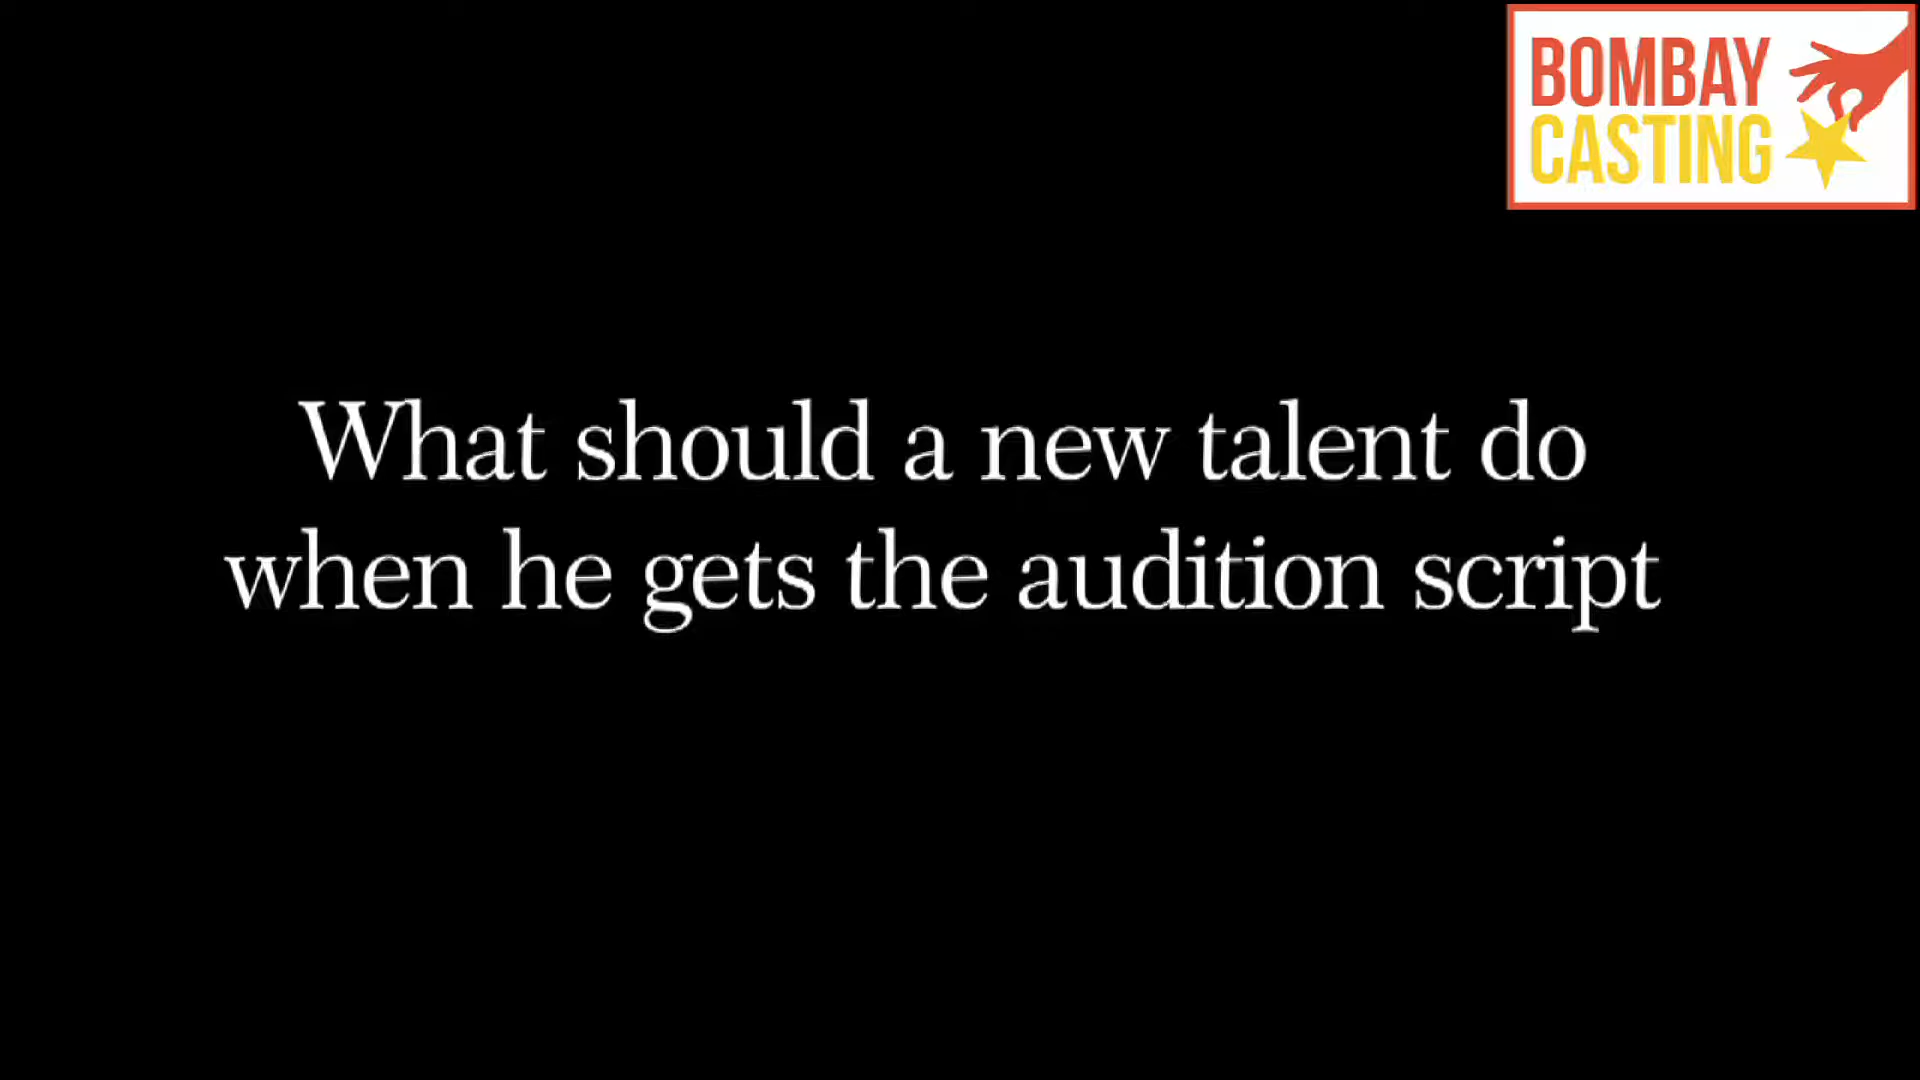 BOMBAY
CASTING
What should a new talent do
when he gets the audition script